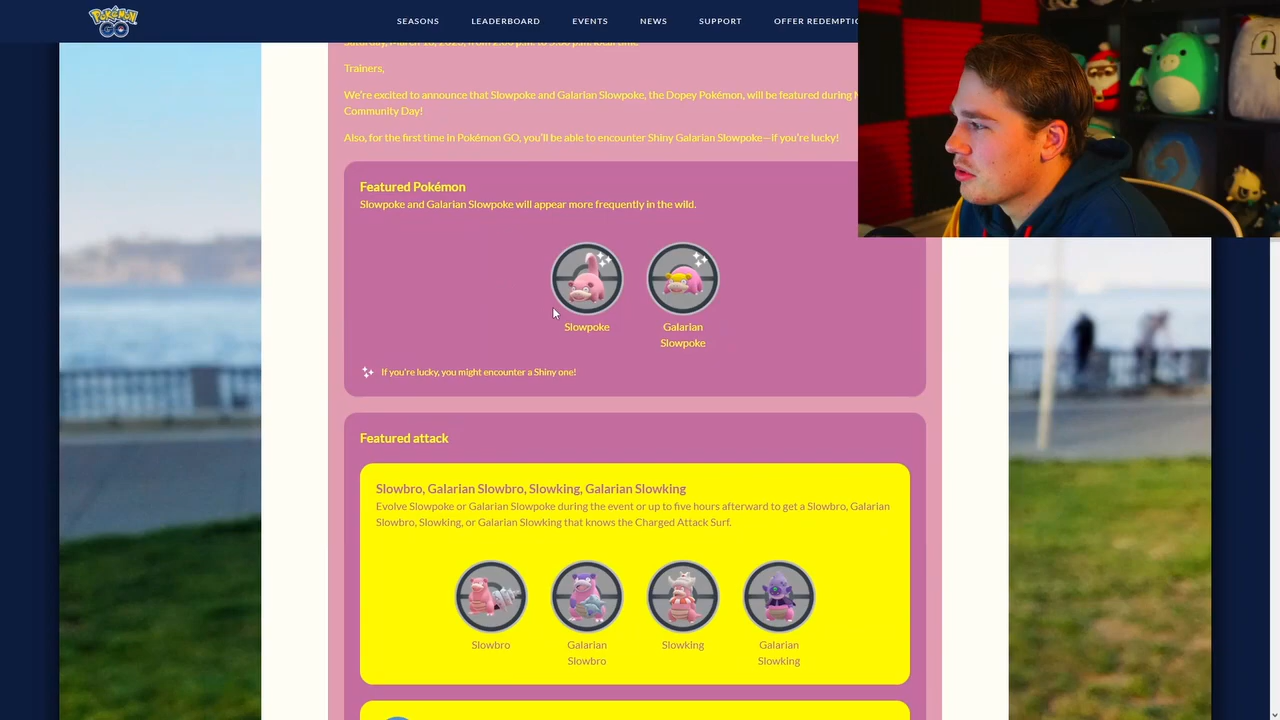 Pokémon
GO
SEASONS LEADERBOARD EVENTS NEWS SUPPORT OFFER
Trainers,
We're excited to announce that Slowpoke and Galarian Slowpoke, the Dopey Pokémon, will be featured during
Community Day!
Also, for the first time in Pokémon GO, you'll be able to encounter Shiny Galarian Slowpoke—if you're lucky!
Featured Pokémon
Slowpoke and Galarian Slowpoke will appear more frequently in the wild.
Slowpoke
Galarian
Slowpoke
If you're lucky, you might encounter a Shiny one!
Featured attack
Slowbro, Galarian Slowbro, Slowking, Galarian Slowking
Evolve Slowpoke or Galarian Slowpoke during the event or up to five hours afterward to get a Slowbro, Galarian
Slowbro, Slowking, or Galarian Slowking that knows the Charged Attack Surf.
Slowbro
Galarian
Slowbro
Slowking
Galarian
Slowking